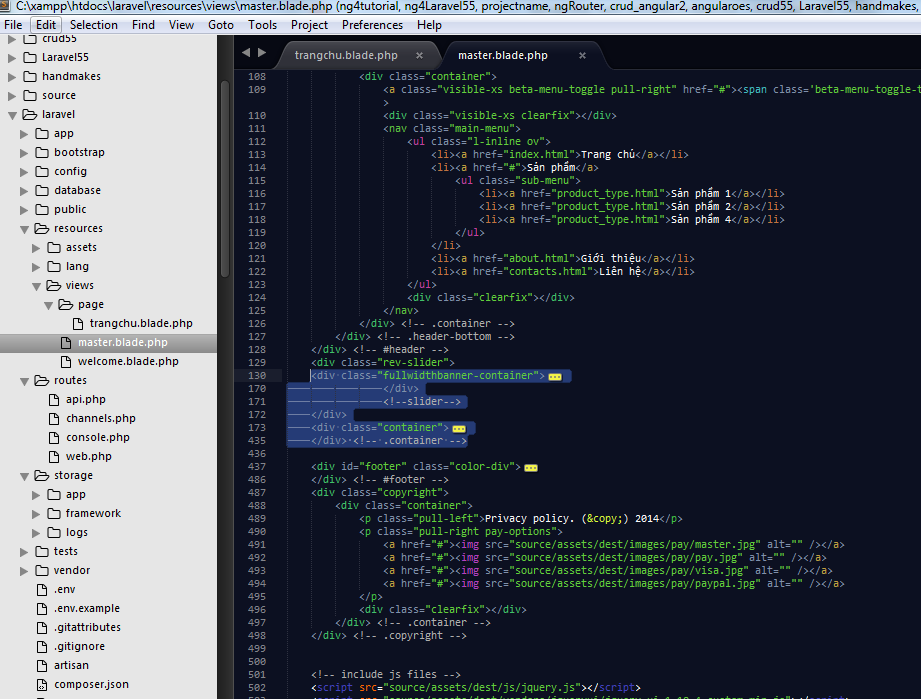 C:\xampp\htdocs\laravel\resources\views\master.blade.php (ng4tutorial, ng4Laravel55, projectname, ngRouter, crud_angular2, angularoes, crud55, Laravel55, handmakes,
File Edit Selection Find View Goto Tools Project Preferences Help
crud55
Laravel55
handmakes
source
laravel
app
bootstrap
config
database
public
resources
assets
lang
views
page
trangchu.blade.php
master.blade.php
welcome.blade.php
routes
api.php
channels.php
console.php
web.php
storage
app
framework
logs
tests
vendor
.env
.env.example
.gitattributes
.gitignore
artisan
composer.json
trangchu.blade.php × master.blade.php ×
108 <div class="container">
109 <a class="visible-xs beta-menu-toggle pull-right" href="#"><span class='beta-menu-toggle-t
>
110 <div class="visible-xs clearfix"></div>
111 <nav class="main-menu">
112 <ul class="l-inline ov">
113 <li><a href="index.html">Trang chủ</a></li>
114 <li><a href="#">Sản phẩm</a>
115 <ul class="sub-menu">
116 <li><a href="product_type.html">Sản phẩm 1</a></li>
117 <li><a href="product_type.html">Sản phẩm 2</a></li>
118 <li><a href="product_type.html">Sản phẩm 4</a></li>
119 </ul>
120 </li>
121 <li><a href="about.html">Giới thiệu</a></li>
122 <li><a href="contacts.html">Liên hệ</a></li>
123 </ul>
124 <div class="clearfix"></div>
125 </nav>
126 </div> <!-- .container -->
127 </div> <!-- .header-bottom -->
128 </div> <!-- #header -->
129 <div class="rev-slider">
130 <div class="fullwidthbanner-container">
170 </div>
171 <!--slider-->
172 </div>
173 <div class="container">
435 </div> <!-- .container -->
436
437 <div id="footer" class="color-div">
486 </div> <!-- #footer -->
487 <div class="copyright">
488 <div class="container">
489 <p class="pull-left">Privacy policy. (&copy;) 2014</p>
490 <p class="pull-right pay-options">
491 <a href="#"><img src="source/assets/dest/images/pay/master.jpg" alt="" /></a>
492 <a href="#"><img src="source/assets/dest/images/pay/pay.jpg" alt="" /></a>
493 <a href="#"><img src="source/assets/dest/images/pay/visa.jpg" alt="" /></a>
494 <a href="#"><img src="source/assets/dest/images/pay/paypal.jpg" alt="" /></a>
495 </p>
496 <div class="clearfix"></div>
497 </div> <!-- .container -->
498 </div> <!-- .copyright -->
499
500
501 <!-- include js files -->
502 <script src="source/assets/dest/js/jquery.js"></script>